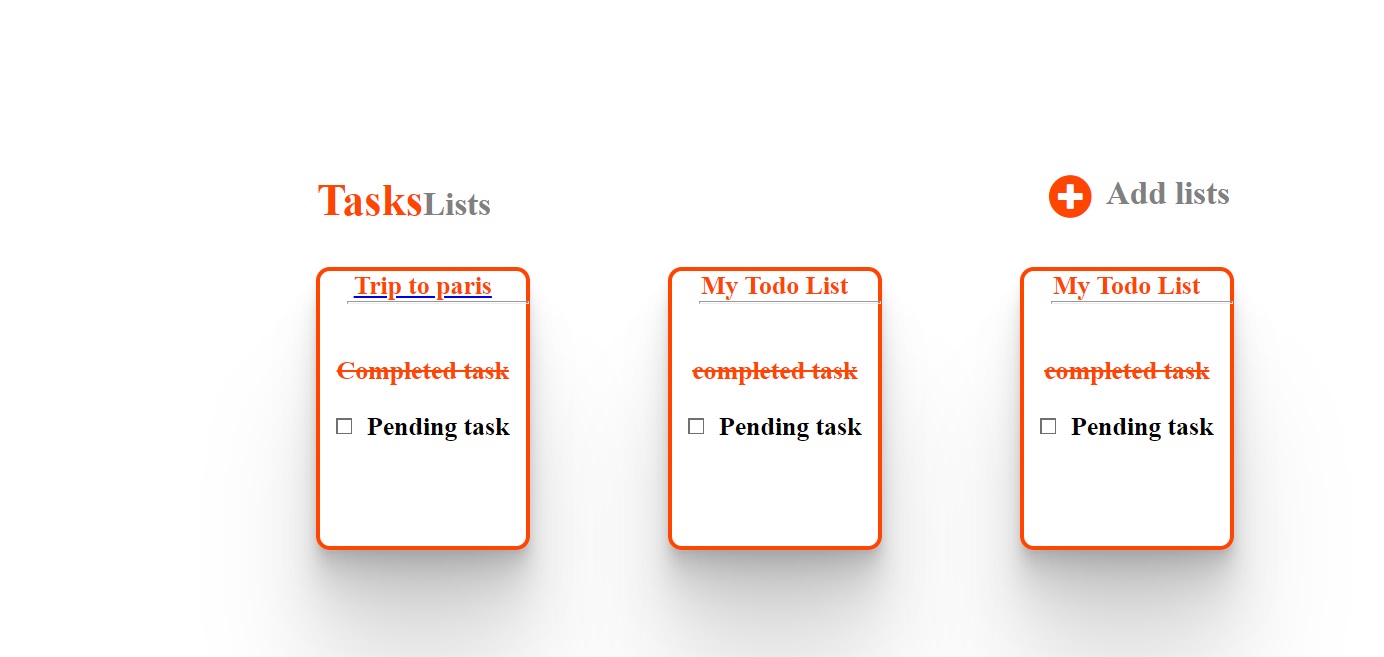 TasksLists
Add lists
Trip to paris
Completed task
Pending task
My Todo List
completed task
Pending task
My Todo List
completed task
Pending task